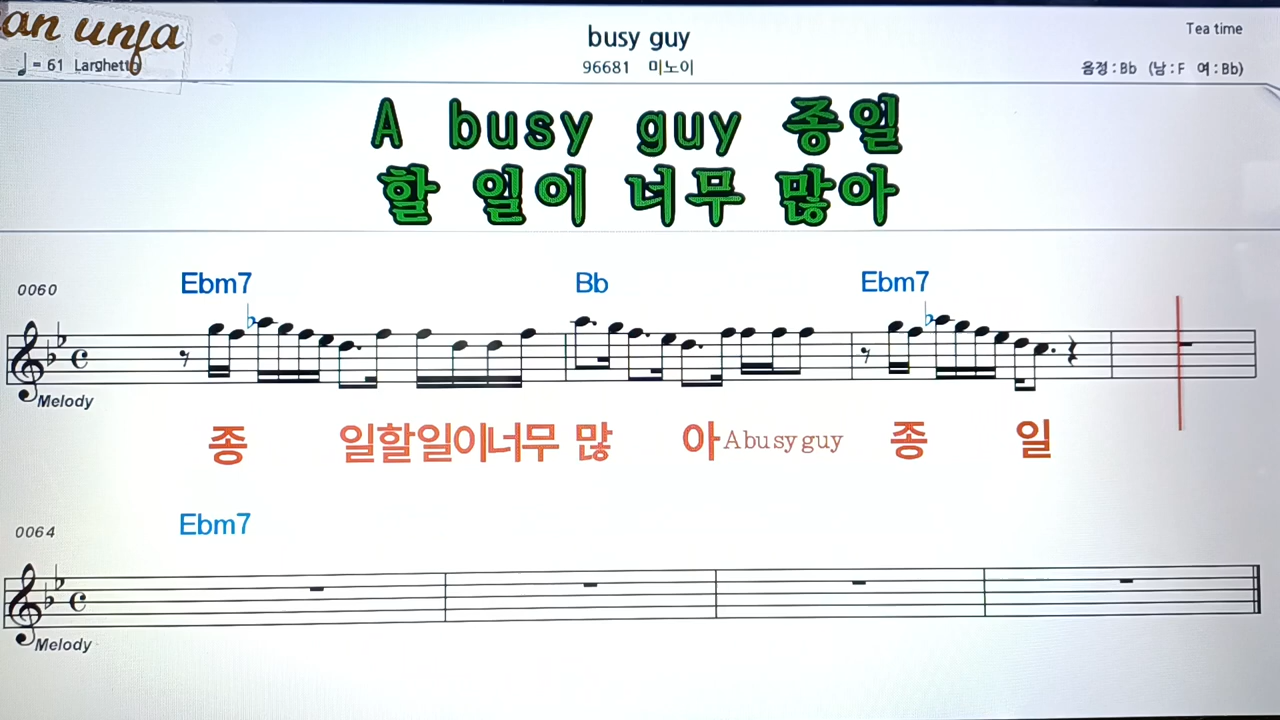 an unfa
♩= 61 Larghetto
busy guy
96681 미노이
Tea time
음정 : Bb (남 : F 여 : Bb)
A busy guy 종일
할 일이 너무 많아
0060 Ebm7 Bb Ebm7
Melody
종 일할일이너무 많 아A busy guy 종 일
0064 Ebm7
Melody